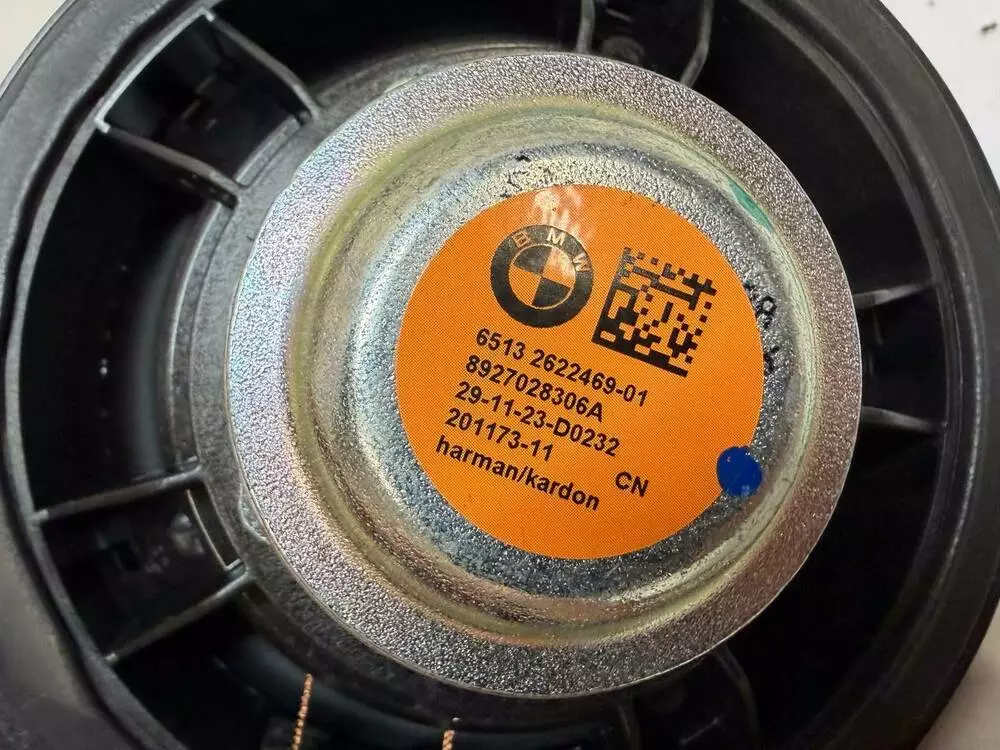 BMW
6513 2622469-01
8927028306A
29-11-23-D0232
201173-11
CN
harman/kardon